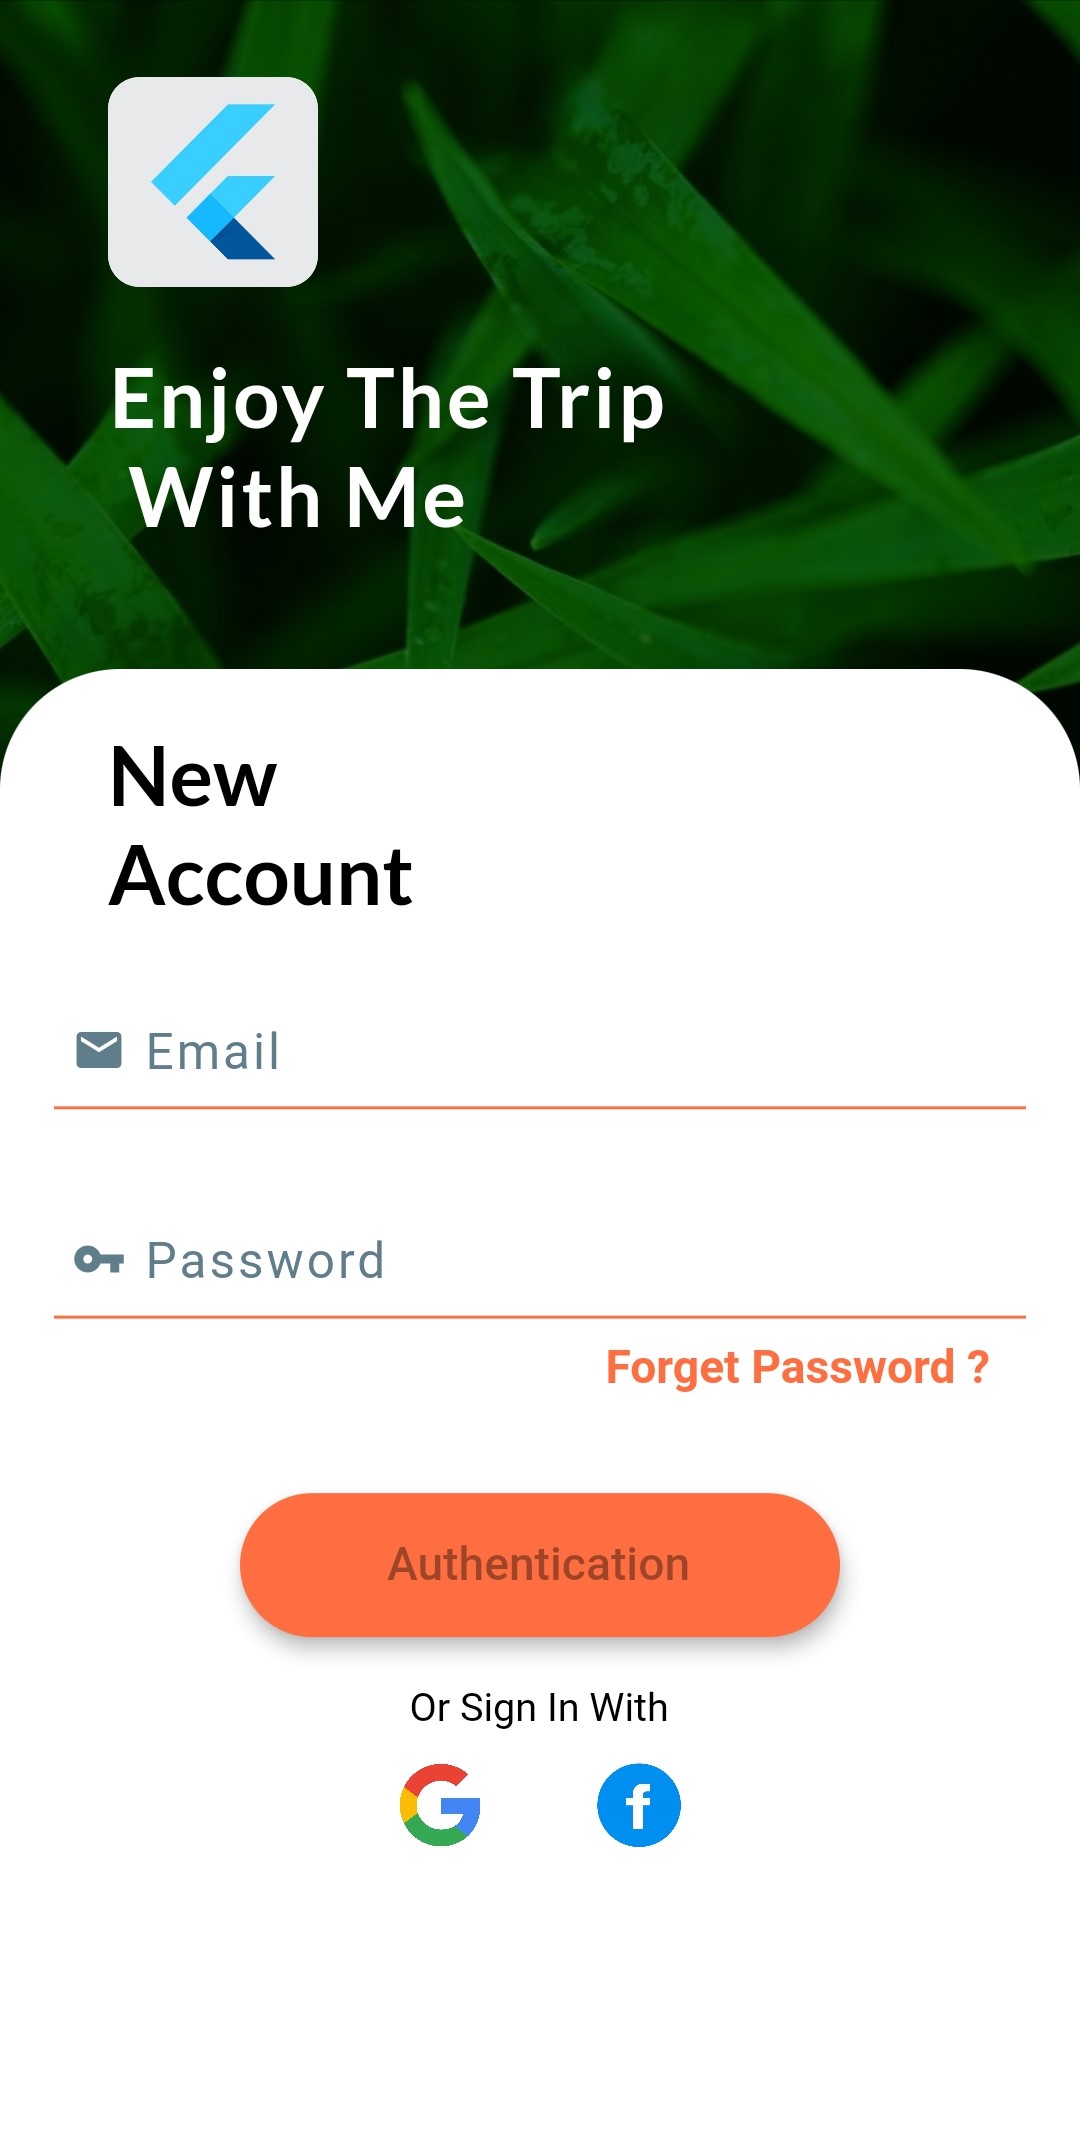 Enjoy The Trip
With Me
New
Account
Email
Password
Forget Password ?
Authentication
Or Sign In With